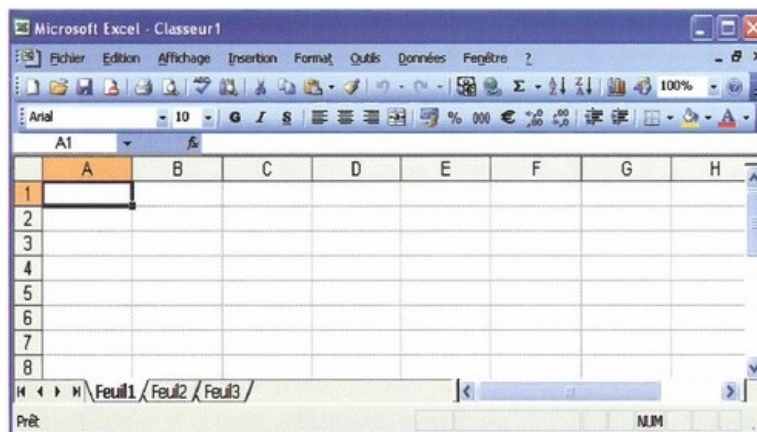 Microsoft Excel - Classeur1
Fichier Edition Affichage Insertion Format Outils Données Fenêtre ?
100%
Arial 10 G I S % 000 €
A1 fx
A B C D E F G H
1
2
3
4
5
6
7
8
Feuil1 Feuil2 Feuil3
Prêt NUM